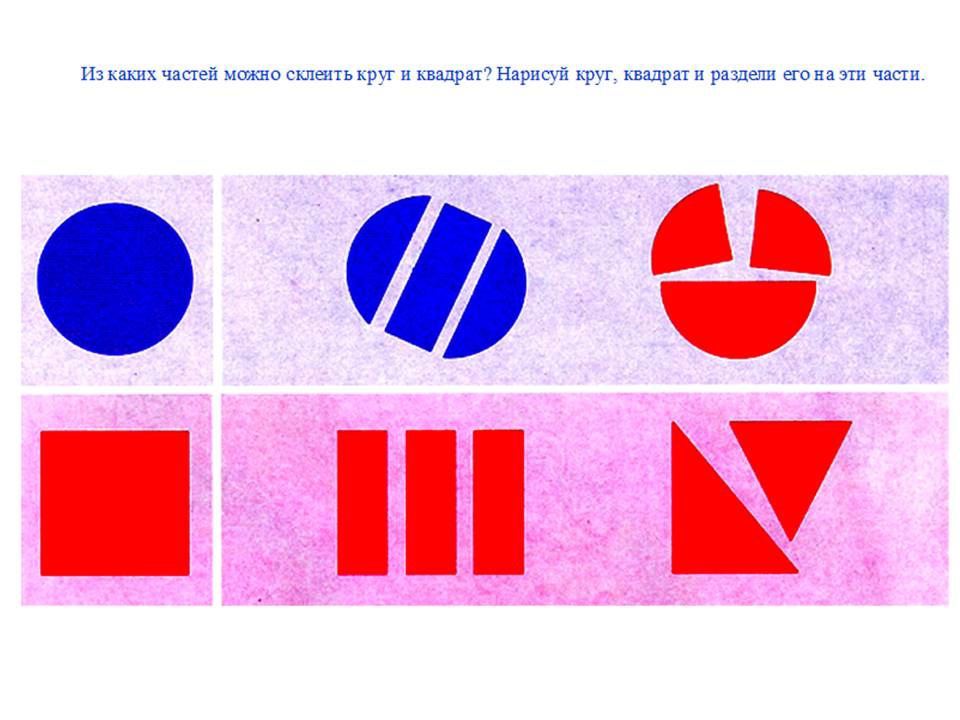 Из каких частей можно склеить круг и квадрат? Нарисуй круг, квадрат и раздели его на эти части.